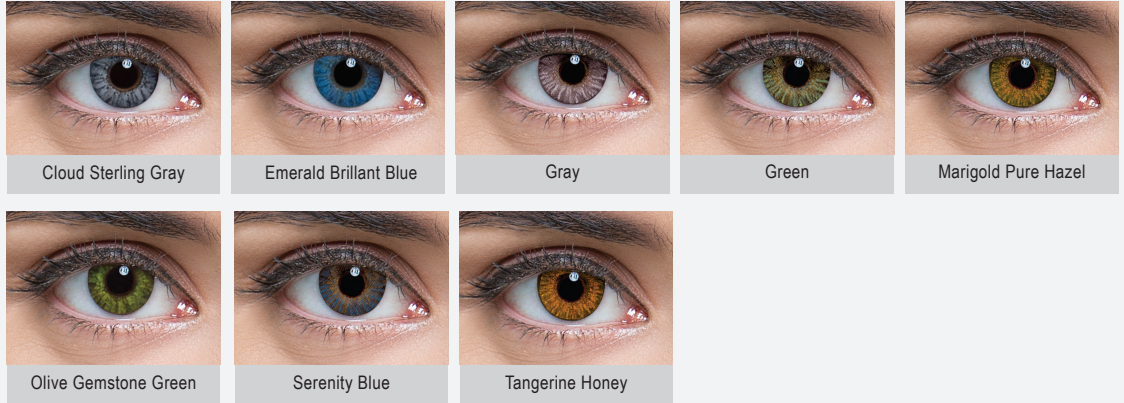 Cloud Sterling Gray
Emerald Brillant Blue
Gray
Green
Marigold Pure Hazel
Olive Gemstone Green
Serenity Blue
Tangerine Honey